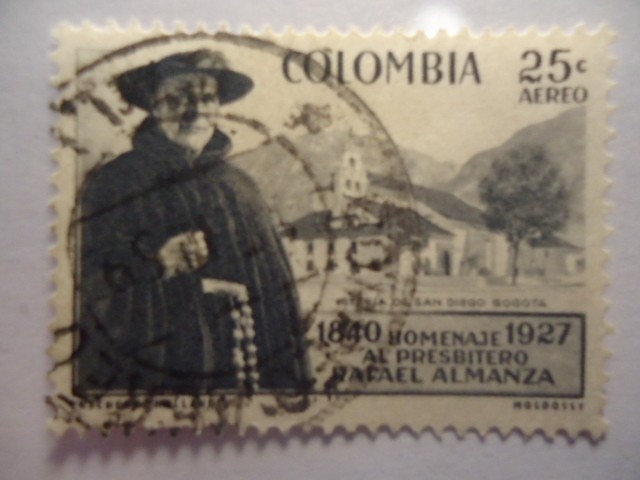 COLOMBIA 25c
AEREO
IGLESIA DE SAN DIEGO BOGOTA
1840 HOMENAJE 1927
AL PRESBITERO
RAFAEL ALMANZA